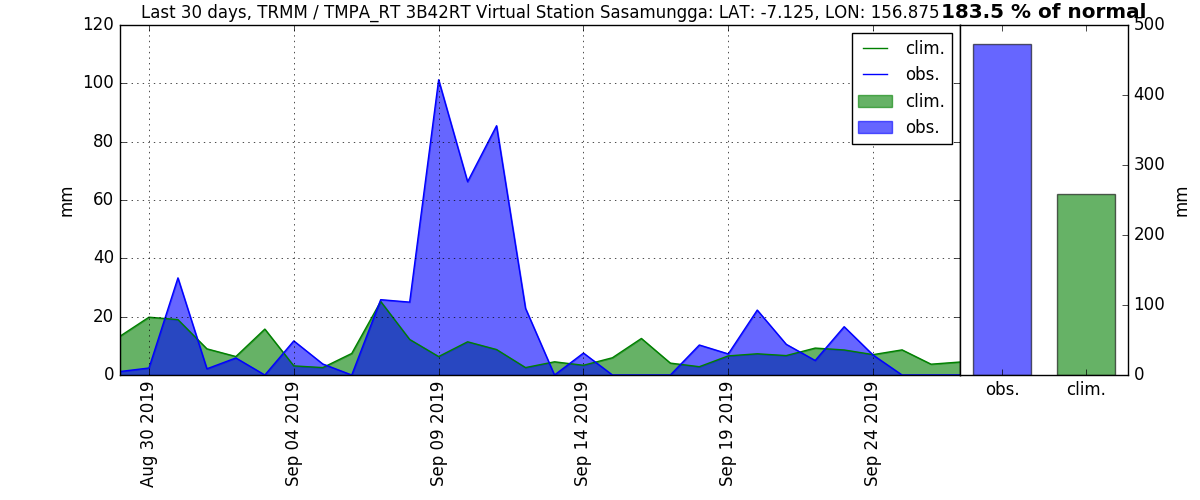 Last 30 days, TRMM / TMPA_RT 3B42RT Virtual Station Sasamungga: LAT: -7.125, LON: 156.875
183.5 % of normal
120
100
80
60
40
20
0
mm
clim.
obs.
clim.
obs.
Aug 30 2019
Sep 04 2019
Sep 09 2019
Sep 14 2019
Sep 19 2019
Sep 24 2019
500
400
300
200
100
0
mm
obs.
clim.